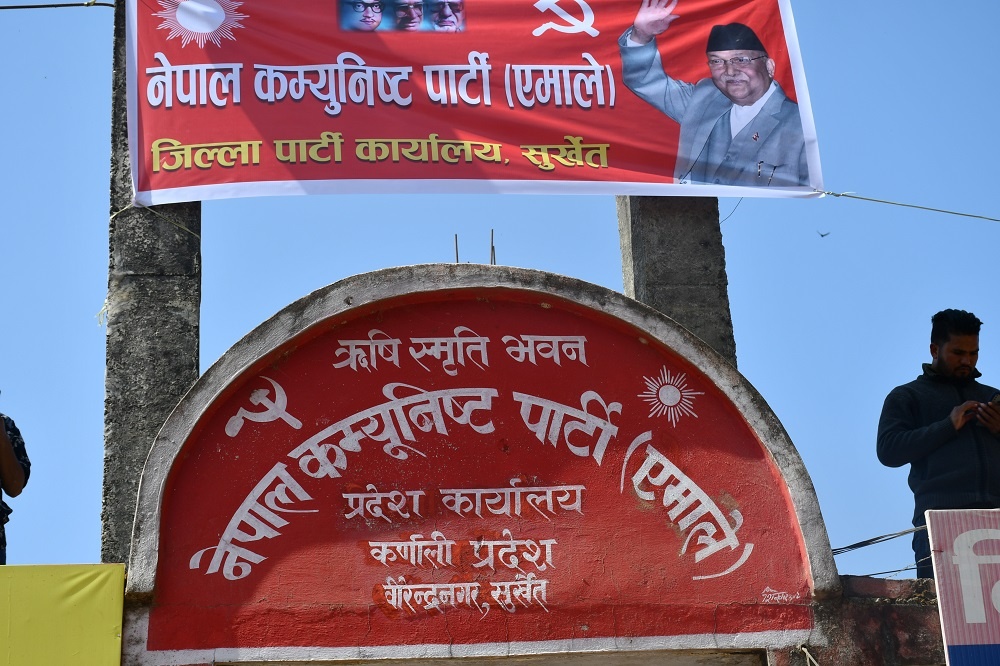 नेपाल कम्युनिष्ट पार्टी (एमाले)
जिल्ला पार्टी कार्यालय, सुर्खेत
ऋषि स्मृति भवन
नेपाल कम्युनिष्ट पार्टी (एमाले)
प्रदेश कार्यालय
कर्णाली प्रदेश
वीरेन्द्रनगर, सुर्खेत